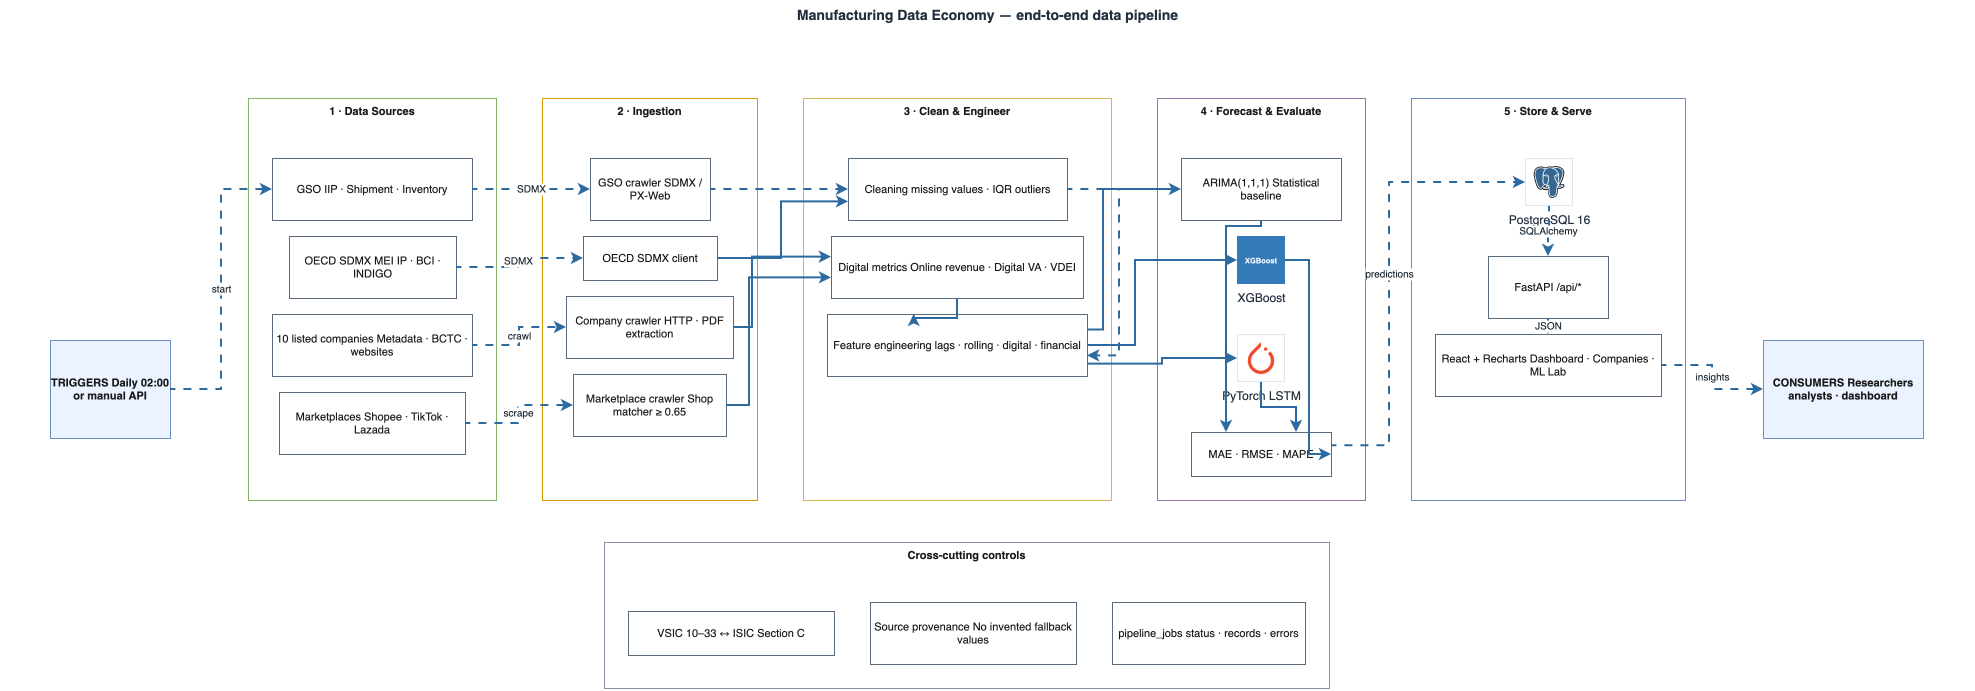 Manufacturing Data Economy — end-to-end data pipeline
TRIGGERS Daily 02:00
or manual API
start
1 · Data Sources
GSO IIP · Shipment · Inventory
OECD SDMX MEI IP · BCI ·
INDIGO
10 listed companies Metadata · BCTC ·
websites
Marketplaces Shopee · TikTok ·
Lazada
SDMX
SDMX
crawl
scrape
2 · Ingestion
GSO crawler SDMX /
PX-Web
OECD SDMX client
Company crawler HTTP · PDF
extraction
Marketplace crawler Shop
matcher ≥ 0.65
3 · Clean & Engineer
Cleaning missing values · IQR outliers
Digital metrics Online revenue · Digital VA · VDEI
Feature engineering lags · rolling · digital · financial
4 · Forecast & Evaluate
ARIMA(1,1,1) Statistical
baseline
XGBoost
XGBoost
PyTorch LSTM
MAE · RMSE · MAPE
predictions
5 · Store & Serve
PostgreSQL 16
SQLAlchemy
FastAPI /api/*
JSON
React + Recharts Dashboard · Companies ·
ML Lab
insights
CONSUMERS Researchers
analysts · dashboard
Cross-cutting controls
VSIC 10–33 ↔ ISIC Section C
Source provenance No invented fallback
values
pipeline_jobs status · records · errors